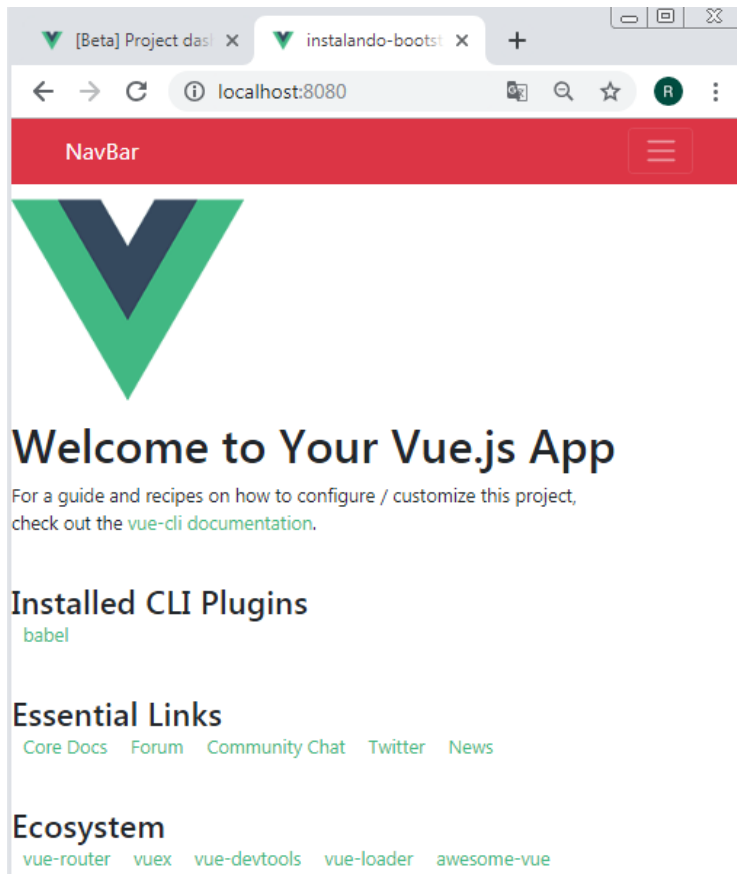 [Beta] Project das
instalando-bootst
localhost:8080
R
NavBar
Welcome to Your Vue.js App
For a guide and recipes on how to configure / customize this project,
check out the vue-cli documentation.
Installed CLI Plugins
babel
Essential Links
Core Docs Forum Community Chat Twitter News
Ecosystem
vue-router vuex vue-devtools vue-loader awesome-vue